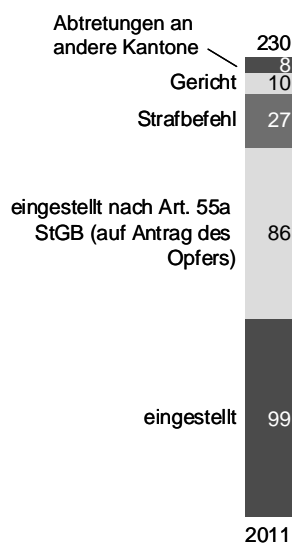 Abtretungen an
andere Kantone
230
8
Gericht 10
Strafbefehl 27
eingestellt nach Art. 55a
StGB (auf Antrag des 86
Opfers)
eingestellt 99
2011